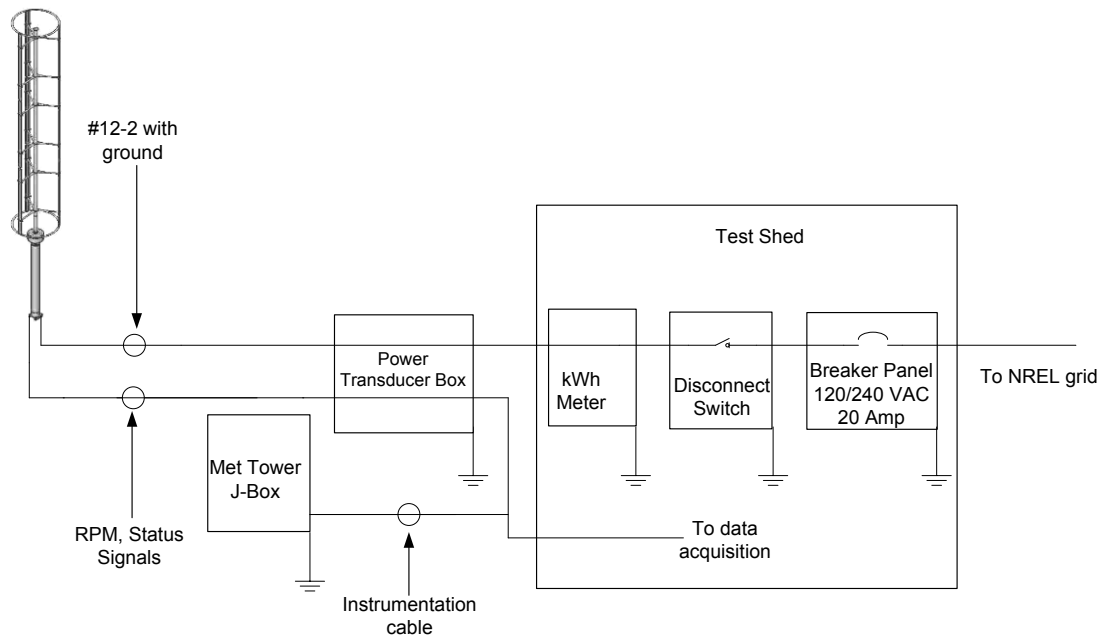 #12-2 with
ground
Test Shed
Power
Transducer Box
kWh
Meter
Disconnect
Switch
Breaker Panel
120/240 VAC
20 Amp
To NREL grid
Met Tower
J-Box
RPM, Status
Signals
To data
acquisition
Instrumentation
cable